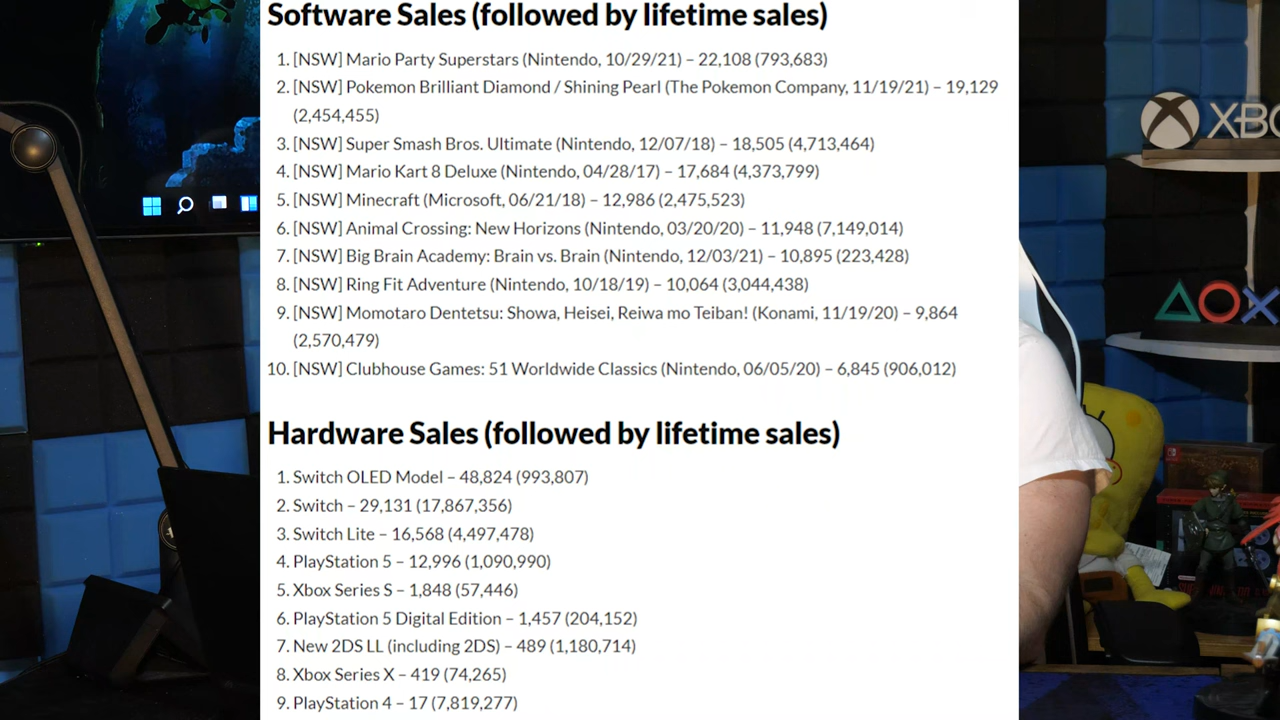 Software Sales (followed by lifetime sales)
1. [NSW] Mario Party Superstars (Nintendo, 10/29/21) – 22,108 (793,683)
2. [NSW] Pokemon Brilliant Diamond / Shining Pearl (The Pokemon Company, 11/19/21) – 19,129
(2,454,455)
3. [NSW] Super Smash Bros. Ultimate (Nintendo, 12/07/18) – 18,505 (4,713,464)
4. [NSW] Mario Kart 8 Deluxe (Nintendo, 04/28/17) – 17,684 (4,373,799)
5. [NSW] Minecraft (Microsoft, 06/21/18) – 12,986 (2,475,523)
6. [NSW] Animal Crossing: New Horizons (Nintendo, 03/20/20) – 11,948 (7,149,014)
7. [NSW] Big Brain Academy: Brain vs. Brain (Nintendo, 12/03/21) – 10,895 (223,428)
8. [NSW] Ring Fit Adventure (Nintendo, 10/18/19) – 10,064 (3,044,438)
9. [NSW] Momotaro Dentetsu: Showa, Heisei, Reiwa mo Teiban! (Konami, 11/19/20) – 9,864
(2,570,479)
10. [NSW] Clubhouse Games: 51 Worldwide Classics (Nintendo, 06/05/20) – 6,845 (906,012)
Hardware Sales (followed by lifetime sales)
1. Switch OLED Model – 48,824 (993,807)
2. Switch – 29,131 (17,867,356)
3. Switch Lite – 16,568 (4,497,478)
4. PlayStation 5 – 12,996 (1,090,990)
5. Xbox Series S – 1,848 (57,446)
6. PlayStation 5 Digital Edition – 1,457 (204,152)
7. New 2DS LL (including 2DS) – 489 (1,180,714)
8. Xbox Series X – 419 (74,265)
9. PlayStation 4 – 17 (7,819,277)
XBO